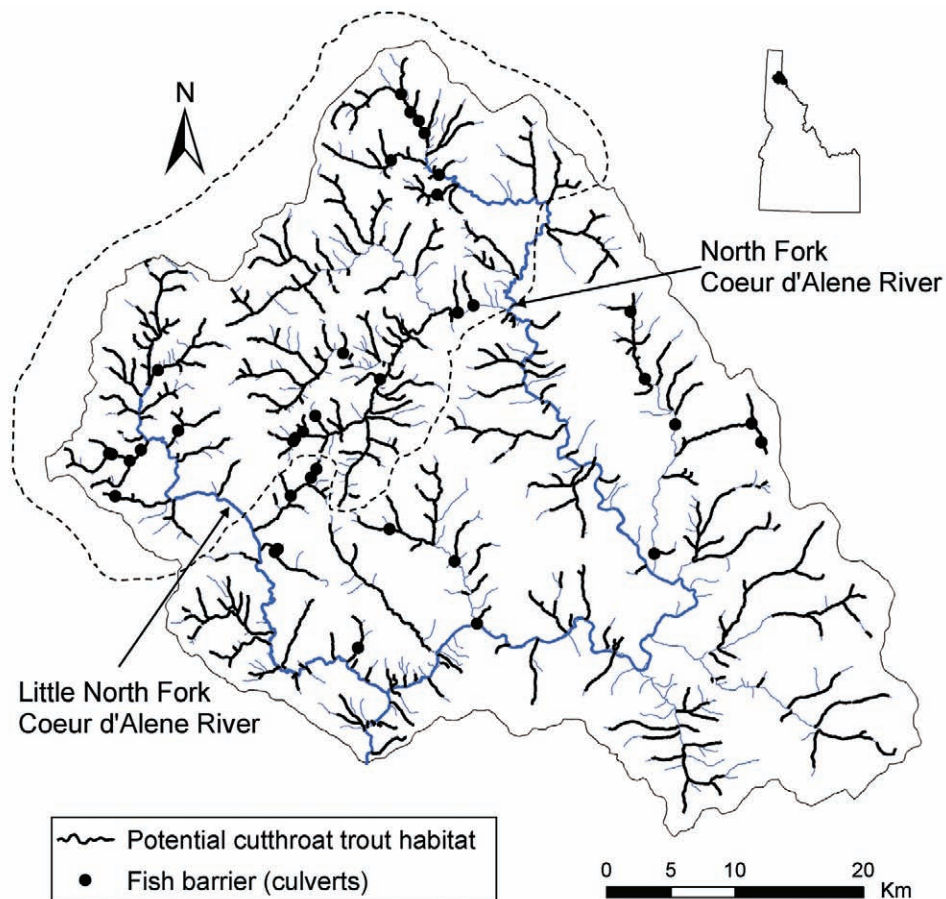 N
North Fork
Coeur d'Alene River
Little North Fork
Coeur d'Alene River
Potential cutthroat trout habitat
Fish barrier (culverts)
0 5 10 20
Km